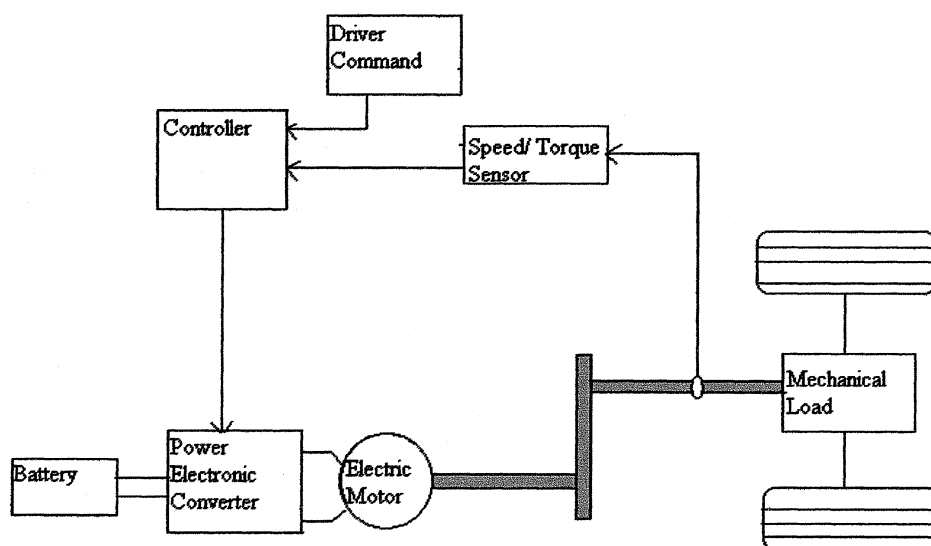 Driver
Command
Controller
Speed/ Torque
Sensor
Mechanical
Load
Power
Electronic
Converter
Electric
Motor
Battery